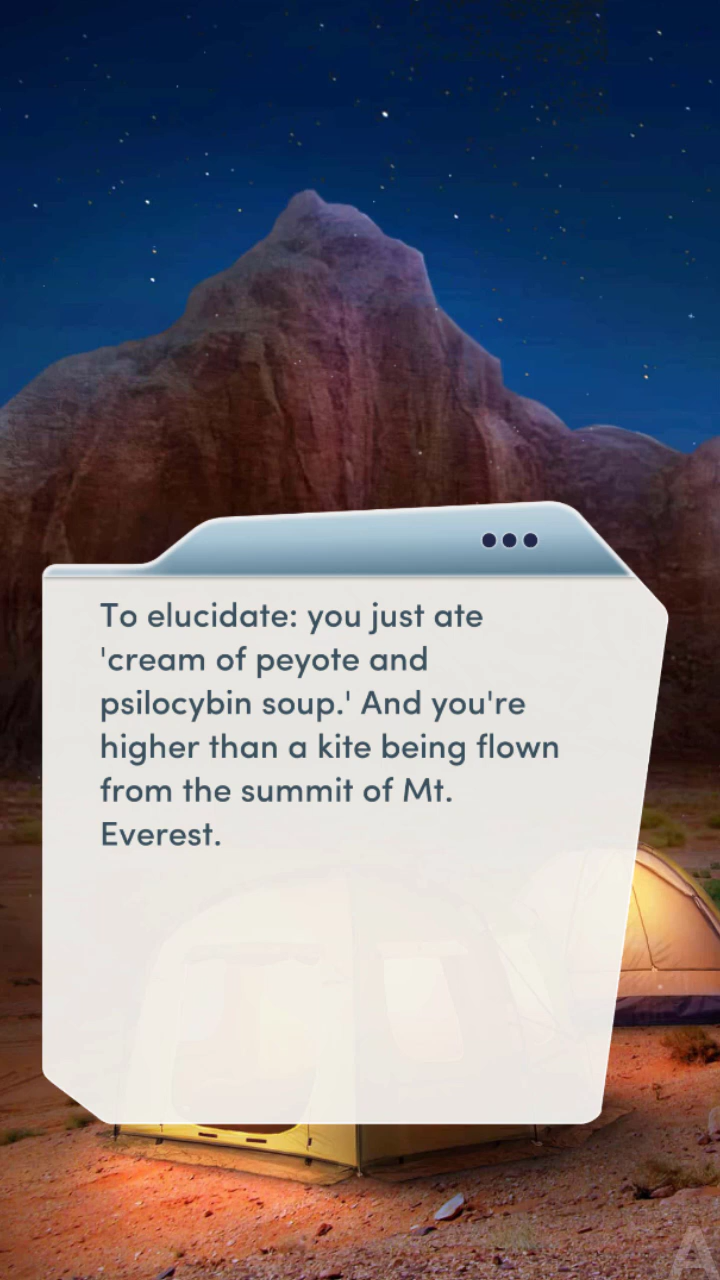 To elucidate: you just ate
'cream of peyote and
psilocybin soup.' And you're
higher than a kite being flown
from the summit of Mt.
Everest.
A